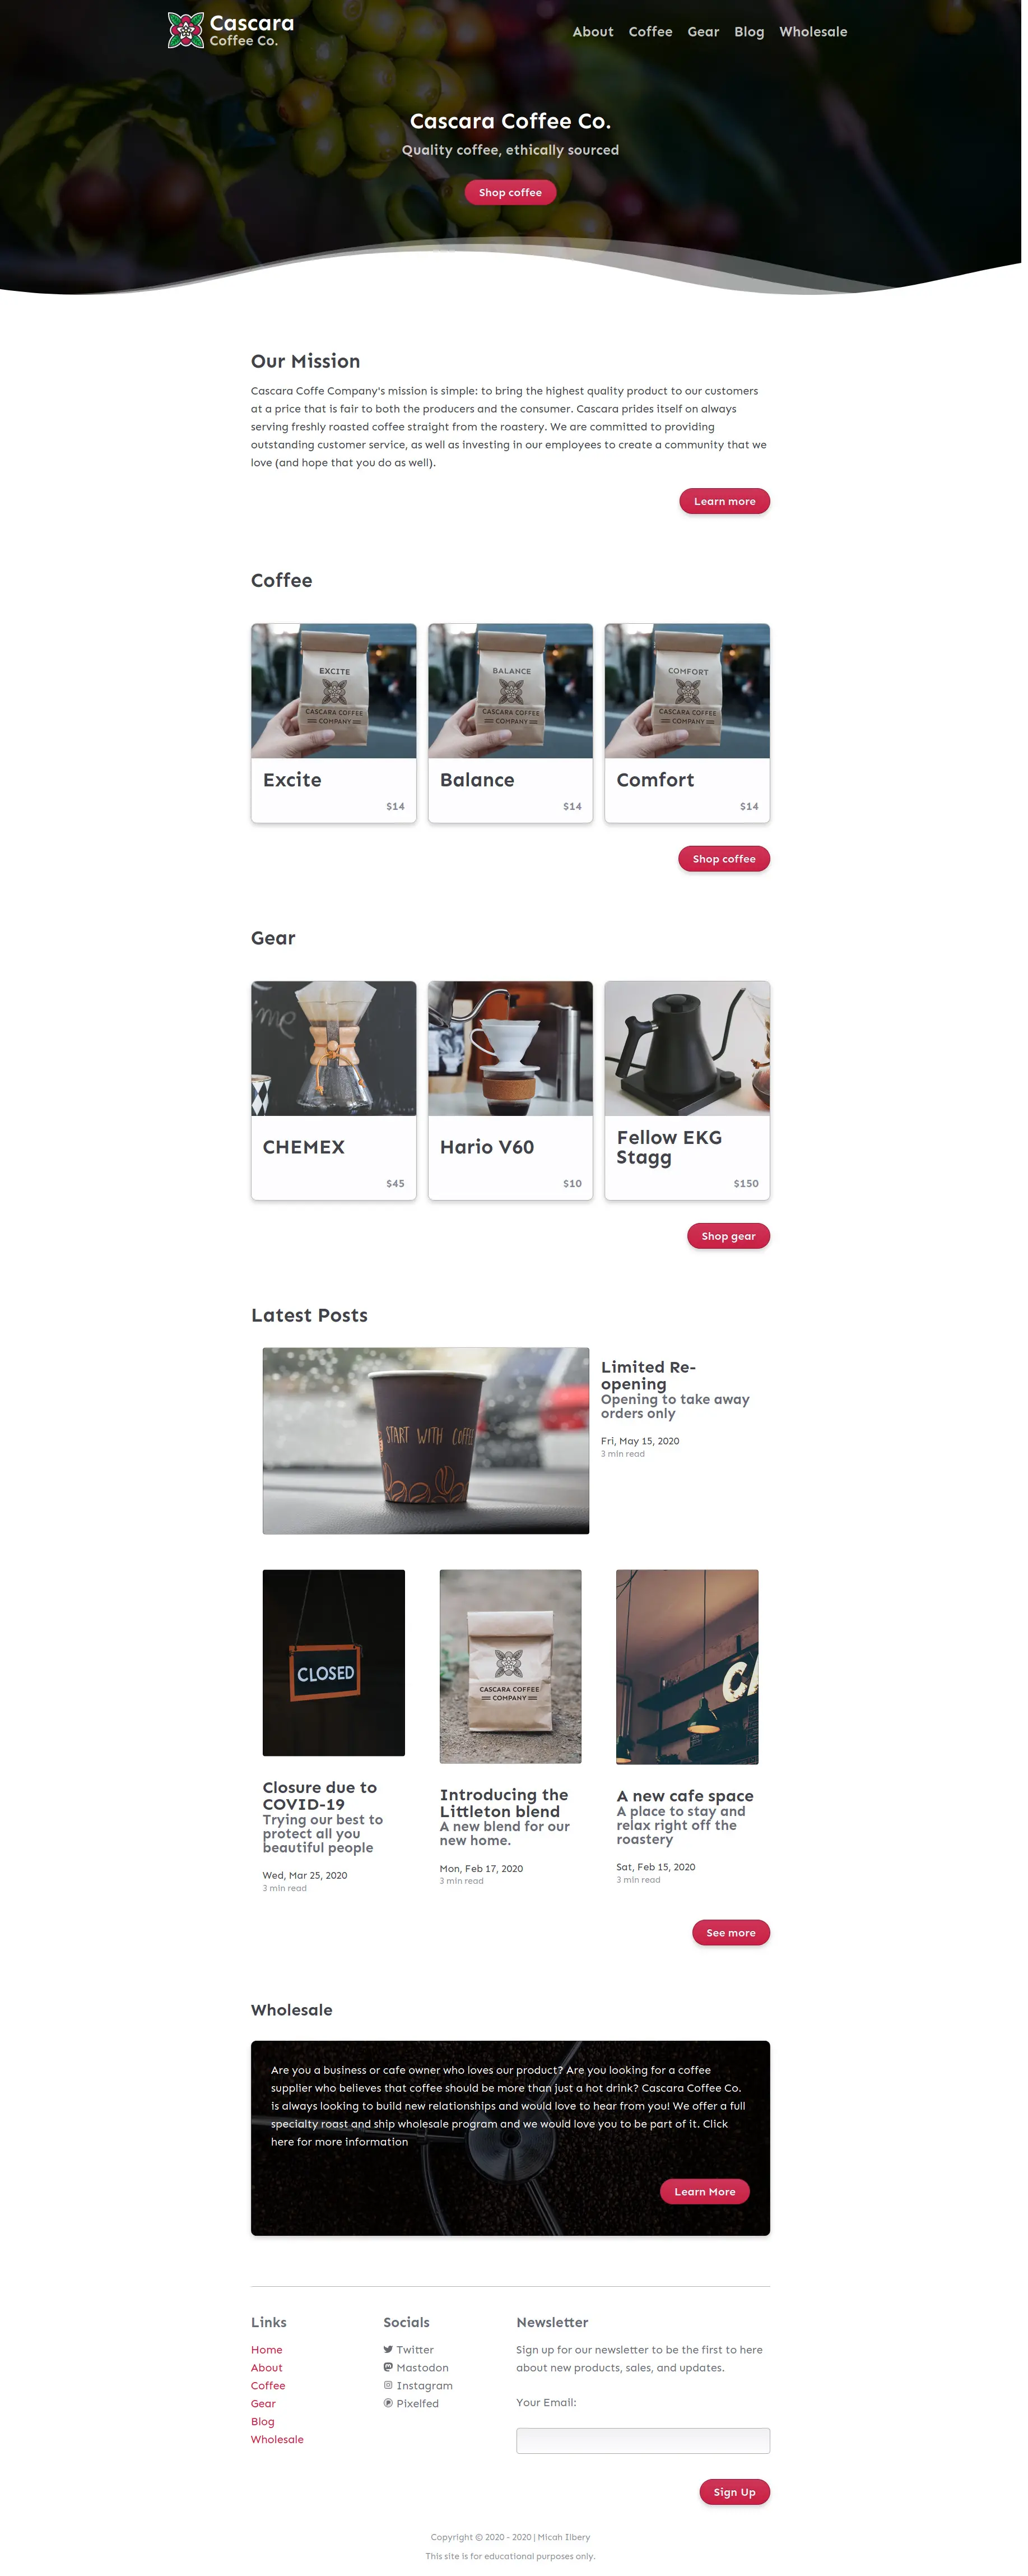 Cascara
Coffee Co.
About Coffee Gear Blog Wholesale
Cascara Coffee Co.
Quality coffee, ethically sourced
Shop coffee
Our Mission
Cascara Coffe Company's mission is simple: to bring the highest quality product to our customers
at a price that is fair to both the producers and the consumer. Cascara prides itself on always
serving freshly roasted coffee straight from the roastery. We are committed to providing
outstanding customer service, as well as investing in our employees to create a community that we
love (and hope that you do as well).
Learn more
Coffee
EXCITE
CASCARA COFFEE
COMPANY
Excite
$14
BALANCE
CASCARA COFFEE
COMPANY
Balance
$14
COMFORT
CASCARA COFFEE
COMPANY
Comfort
$14
Shop coffee
Gear
CHEMEX
$45
Hario V60
$10
Fellow EKG
Stagg
$150
Shop gear
Latest Posts
START WITH COFFEE
Limited Re-
opening
Opening to take away
orders only
Fri, May 15, 2020
3 min read
CLOSED
Closure due to
COVID-19
Trying our best to
protect all you
beautiful people
Wed, Mar 25, 2020
3 min read
CASCARA COFFEE
COMPANY
Introducing the
Littleton blend
A new blend for our
new home.
Mon, Feb 17, 2020
3 min read
CA
A new cafe space
A place to stay and
relax right off the
roastery
Sat, Feb 15, 2020
3 min read
See more
Wholesale
Are you a business or cafe owner who loves our product? Are you looking for a coffee
supplier who believes that coffee should be more than just a hot drink? Cascara Coffee Co.
is always looking to build new relationships and would love to hear from you! We offer a full
specialty roast and ship wholesale program and we would love you to be part of it. Click
here for more information
Learn More
Links
Home
About
Coffee
Gear
Blog
Wholesale
Socials
Twitter
Mastodon
Instagram
Pixelfed
Newsletter
Sign up for our newsletter to be the first to here
about new products, sales, and updates.
Your Email:
Sign Up
Copyright © 2020 - 2020 | Micah Ilbery
This site is for educational purposes only.